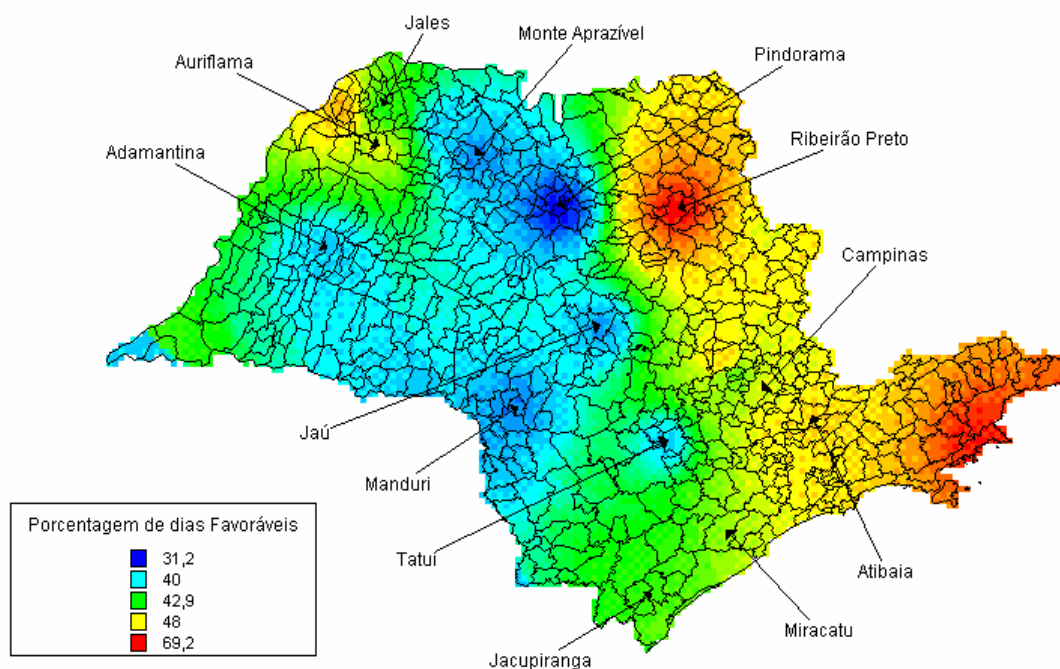 Jales
Monte Aprazível
Auriflama
Pindorama
Adamantina
Ribeirão Preto
Campinas
Jaú
Manduri
Tatuí
Atibaia
Miracatu
Jacupiranga
Porcentagem de dias Favoráveis
31,2
40
42,9
48
69,2